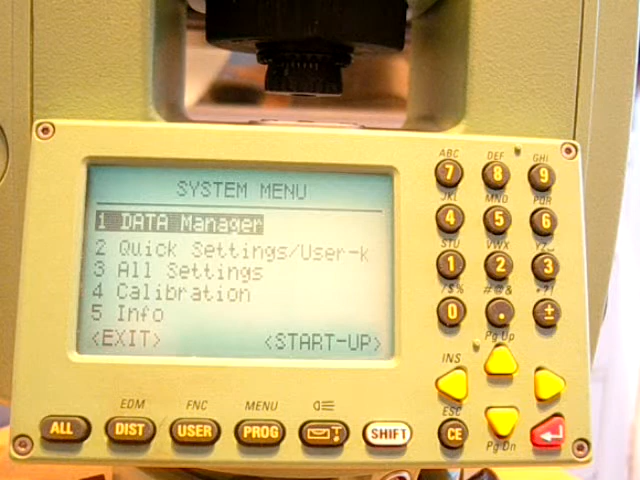 SYSTEM MENU
1 DATA Manager
2 Quick Settings/User-k
3 All Settings
4 Calibration
5 Info
<EXIT> <START-UP>
ABC DEF GHI
7 8 9
JKL MNO PQR
4 5 6
STU VWX YZ_
1 2 3
/$% #@& *?!
0 . ±
Pg Up
INS
ESC
CE
Pg Dn
EDM FNC MENU
ALL DIST USER PROG SHIFT